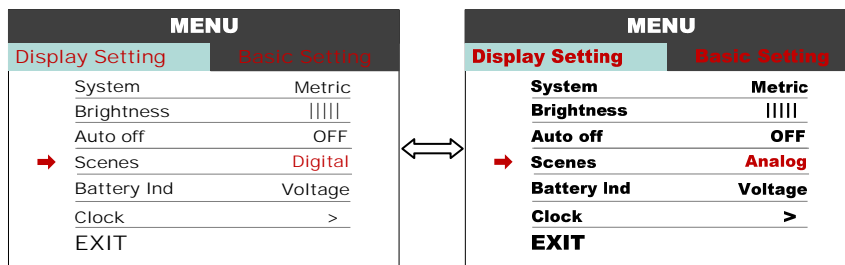 MENU
Display Setting Basic Setting
System Metric
Brightness |||||
Auto off OFF
Scenes Digital
Battery Ind Voltage
Clock >
EXIT
MENU
Display Setting Basic Setting
System Metric
Brightness |||||
Auto off OFF
Scenes Analog
Battery Ind Voltage
Clock >
EXIT